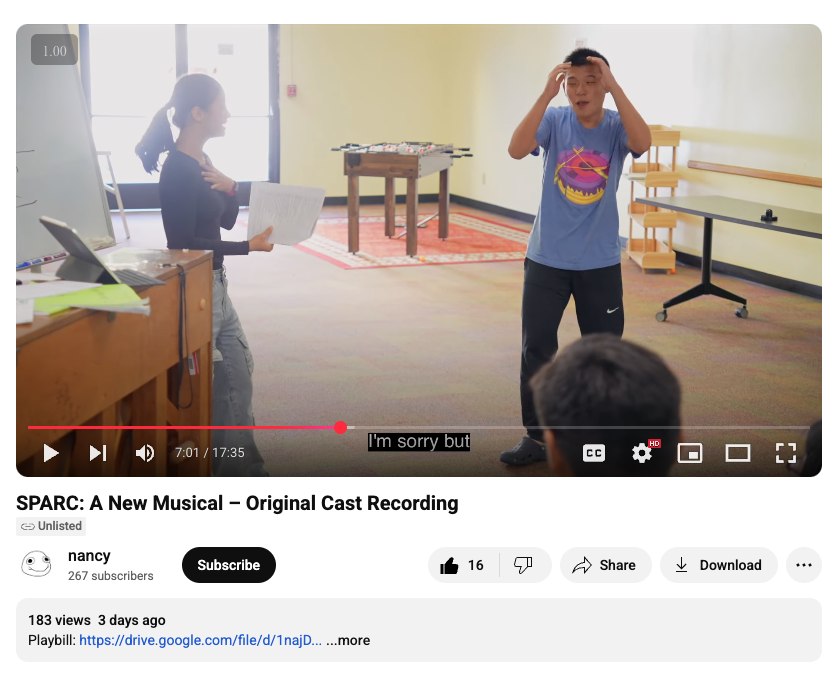 1.00
I'm sorry but
7:01 / 17:35
CC
HD
SPARC: A New Musical – Original Cast Recording
Unlisted
nancy
267 subscribers
Subscribe
16
Share
Download
183 views 3 days ago
Playbill: https://drive.google.com/file/d/1najD... ...more